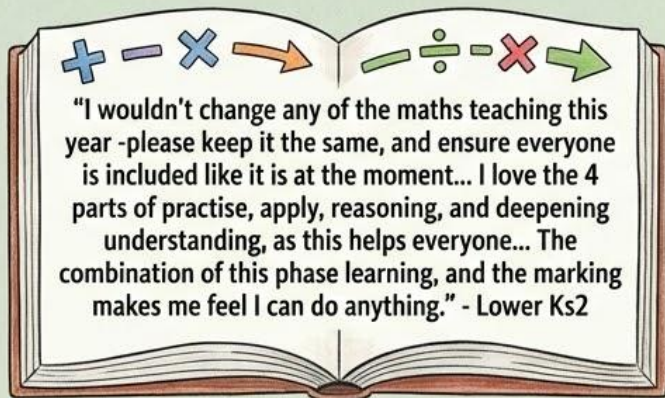 "I wouldn't change any of the maths teaching this
year -please keep it the same, and ensure everyone
is included like it is at the moment... I love the 4
parts of practise, apply, reasoning, and deepening
understanding, as this helps everyone... The
combination of this phase learning, and the marking
makes me feel I can do anything." - Lower Ks2